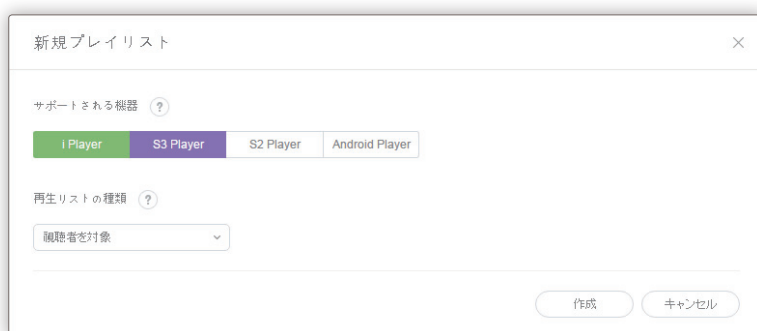 新規プレイリスト
サポートされる機器 ?
i Player S3 Player S2 Player Android Player
再生リストの種類 ?
視聴者を対象
作成 キャンセル